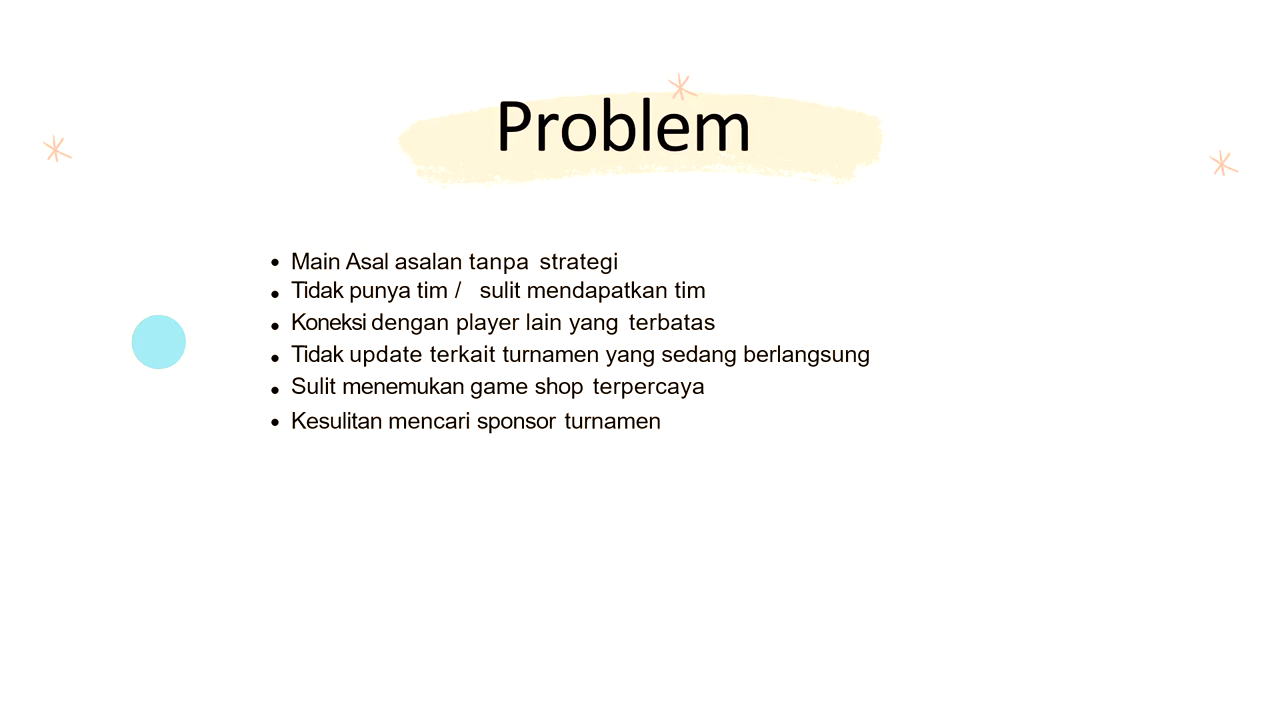 Problem
• Main Asal asalan tanpa strategi
• Tidak punya tim / sulit mendapatkan tim
• Koneksi dengan player lain yang terbatas
• Tidak update terkait turnamen yang sedang berlangsung
• Sulit menemukan game shop terpercaya
• Kesulitan mencari sponsor turnamen